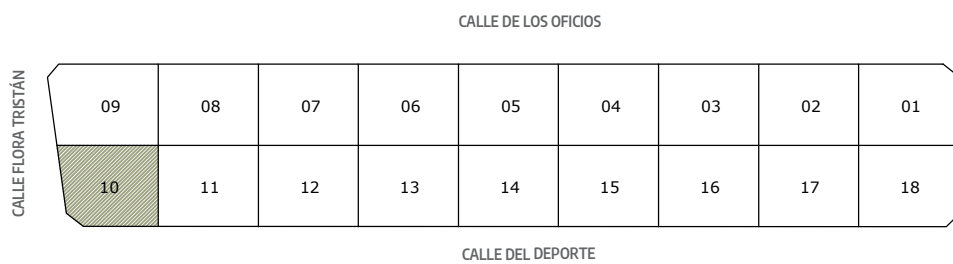 CALLE DE LOS OFICIOS
CALLE FLORA TRISTÁN
09 08 07 06 05 04 03 02 01
10 11 12 13 14 15 16 17 18
CALLE DEL DEPORTE